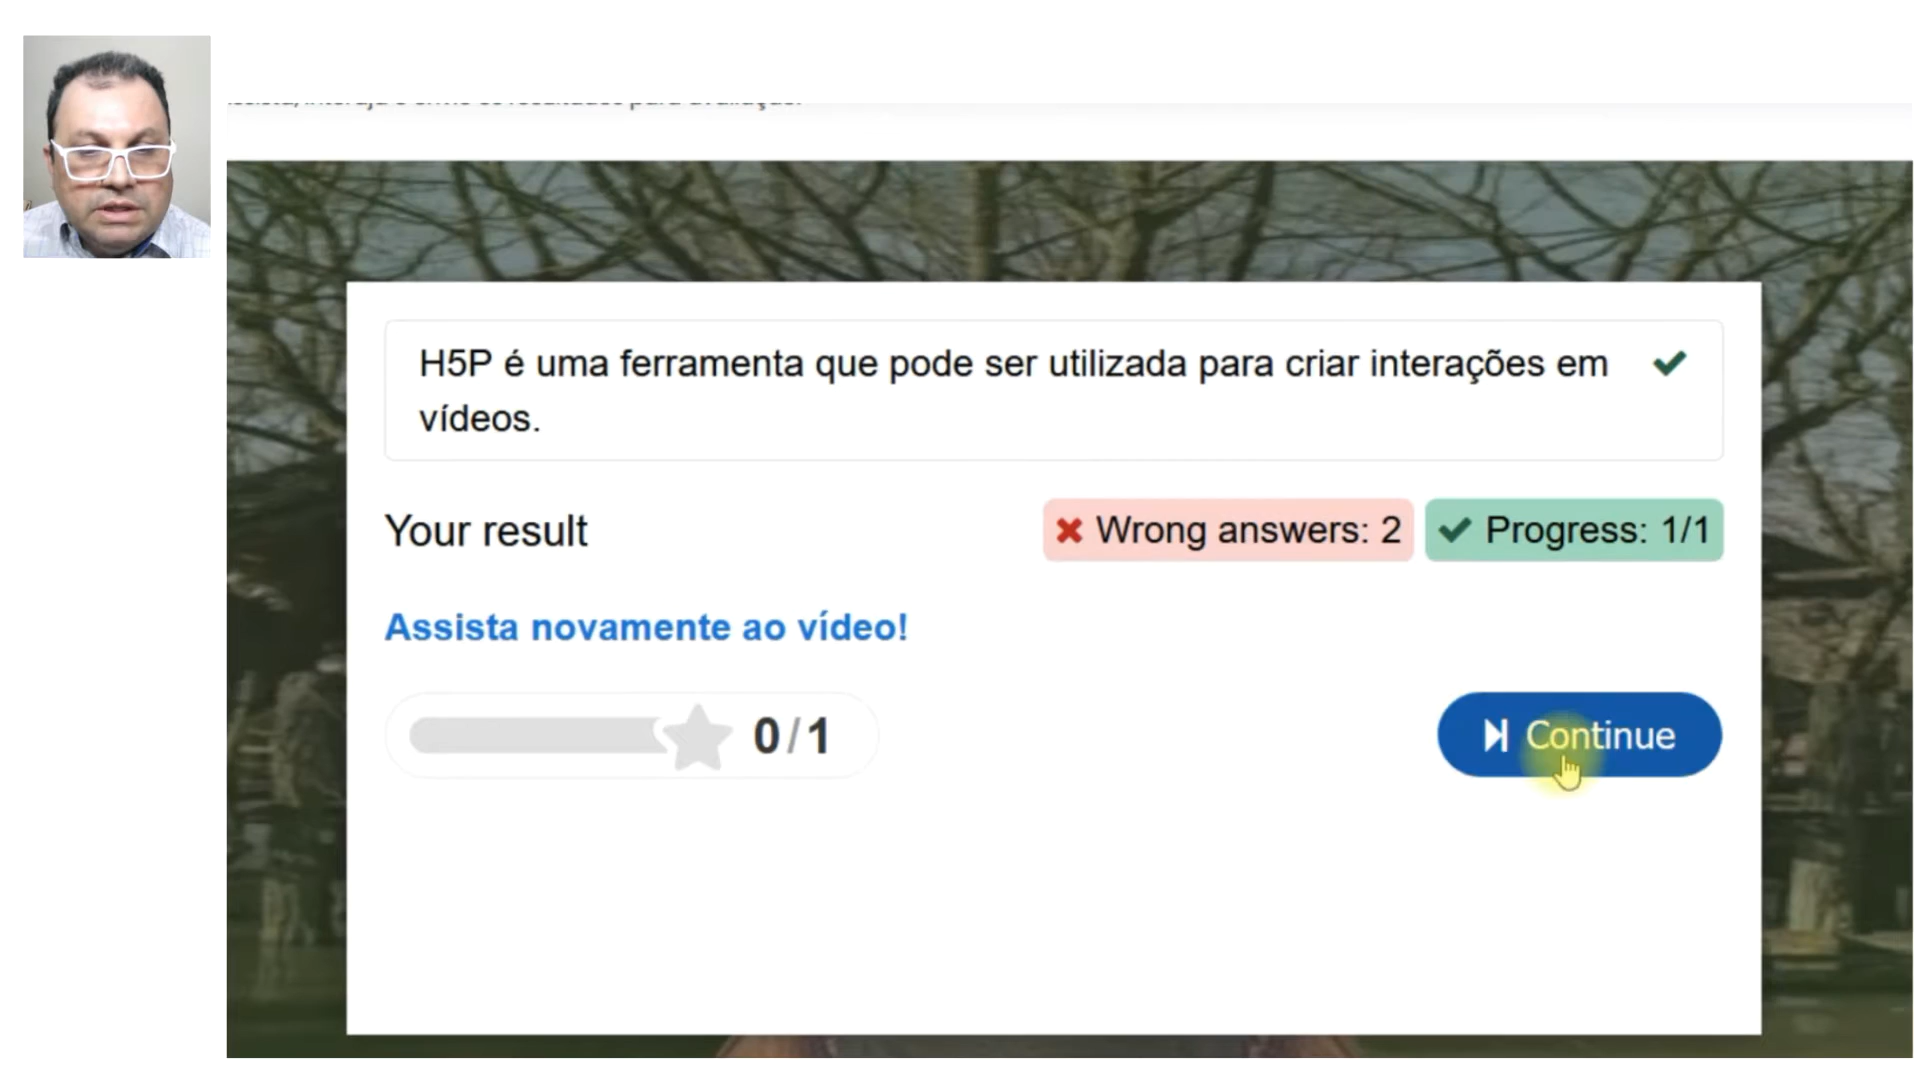 H5P é uma ferramenta que pode ser utilizada para criar interações em
vídeos.
Your result
Wrong answers: 2
Progress: 1/1
Assista novamente ao vídeo!
0/1
Continue